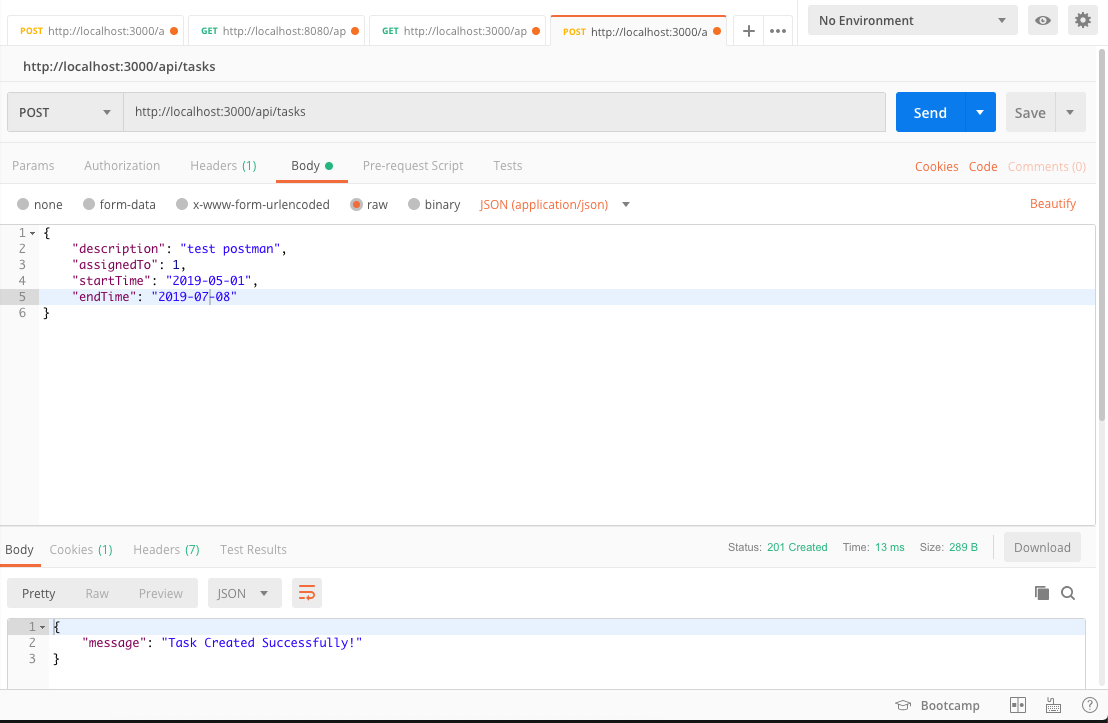 POST http://localhost:3000/a GET http://localhost:8080/ap GET http://localhost:3000/ap POST http://localhost:3000/a No Environment
http://localhost:3000/api/tasks
POST http://localhost:3000/api/tasks Send Save
Params Authorization Headers (1) Body Pre-request Script Tests Cookies Code Comments (0)
none form-data x-www-form-urlencoded raw binary JSON (application/json) Beautify
1 {
2 "description": "test postman",
3 "assignedTo": 1,
4 "startTime": "2019-05-01",
5 "endTime": "2019-07-08"
6 }
Body Cookies (1) Headers (7) Test Results Status: 201 Created Time: 13 ms Size: 289 B Download
Pretty Raw Preview JSON
1 {
2 "message": "Task Created Successfully!"
3 }
Bootcamp